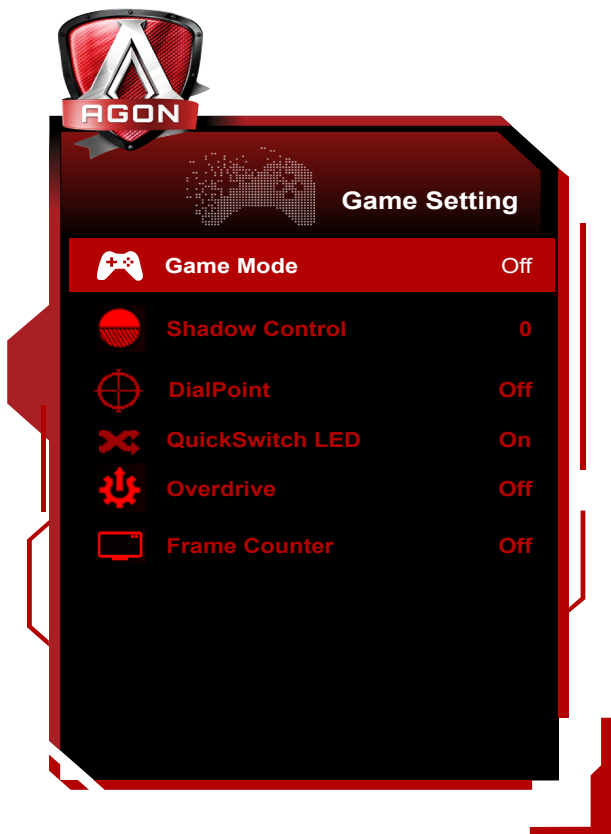 AGON
Game Setting
Game Mode Off
Shadow Control 0
DialPoint Off
QuickSwitch LED On
Overdrive Off
Frame Counter Off